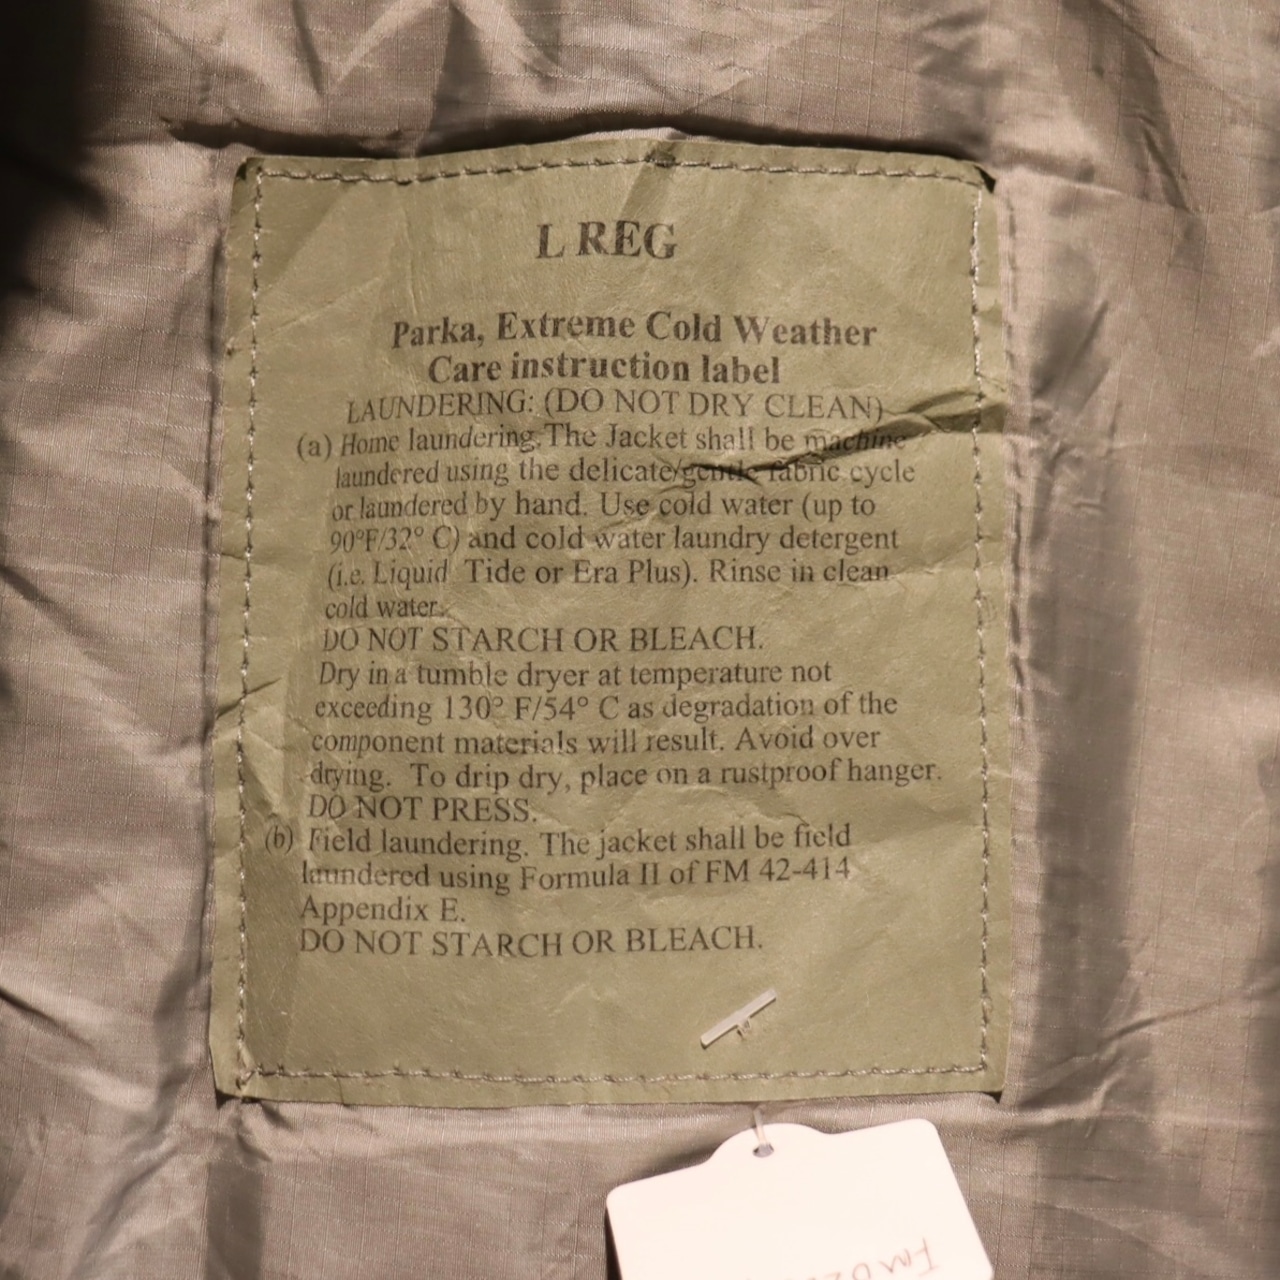 L REG
Parka, Extreme Cold Weather
Care instruction label
LAUNDERING: (DO NOT DRY CLEAN)
(a) Home laundering. The Jacket shall be machine
laundered using the delicate/gentle fabric cycle
or laundered by hand. Use cold water (up to
90°F/32° C) and cold water laundry detergent
(i.e. Liquid Tide or Era Plus). Rinse in clean
cold water.
DO NOT STARCH OR BLEACH.
Dry in a tumble dryer at temperature not
exceeding 130° F/54° C as degradation of the
component materials will result. Avoid over
drying. To drip dry, place on a rustproof hanger.
DO NOT PRESS.
(b) Field laundering. The jacket shall be field
laundered using Formula II of FM 42-414
Appendix E.
DO NOT STARCH OR BLEACH.